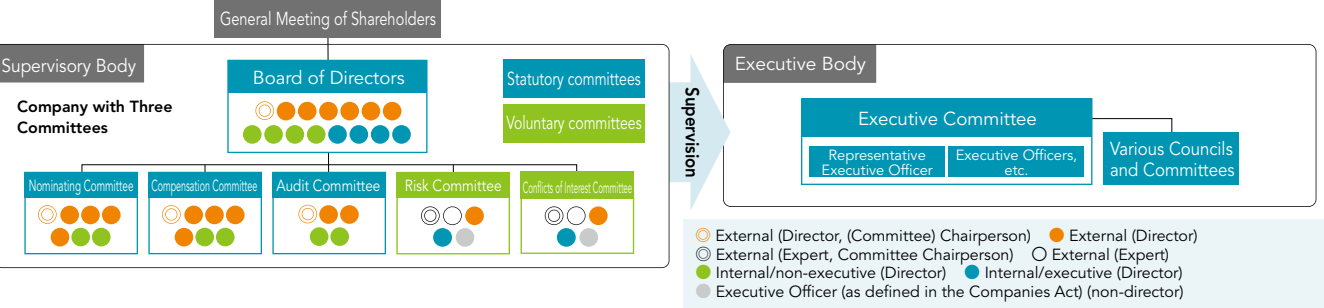 General Meeting of Shareholders
Supervisory Body
Company with Three
Committees
Board of Directors
Statutory committees
Voluntary committees
Nominating Committee
Compensation Committee
Audit Committee
Risk Committee
Conflicts of Interest Committee
Supervision
Executive Body
Executive Committee
Representative
Executive Officer
Executive Officers,
etc.
Various Councils
and Committees
External (Director, (Committee) Chairperson) External (Director)
External (Expert, Committee Chairperson) External (Expert)
Internal/non-executive (Director) Internal/executive (Director)
Executive Officer (as defined in the Companies Act) (non-director)